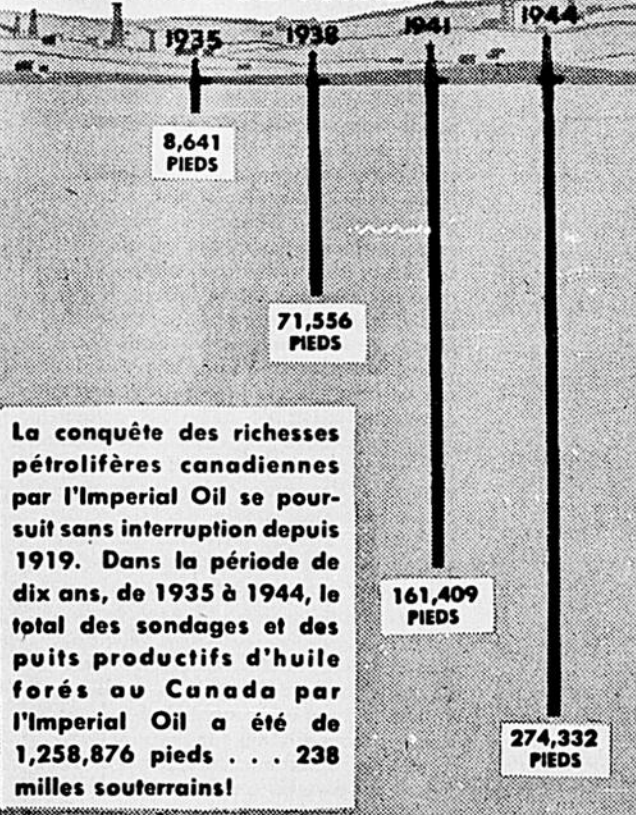 1935 1938 1941 1944
8,641
PIEDS
71,556
PIEDS
161,409
PIEDS
274,332
PIEDS
La conquête des richesses
pétrolifères canadiennes
par l'Imperial Oil se pour-
suit sans interruption depuis
1919. Dans la période de
dix ans, de 1935 à 1944, le
total des sondages et des
puits productifs d'huile
forés au Canada par
l'Imperial Oil a été de
1,258,876 pieds . . . 238
milles souterrains!